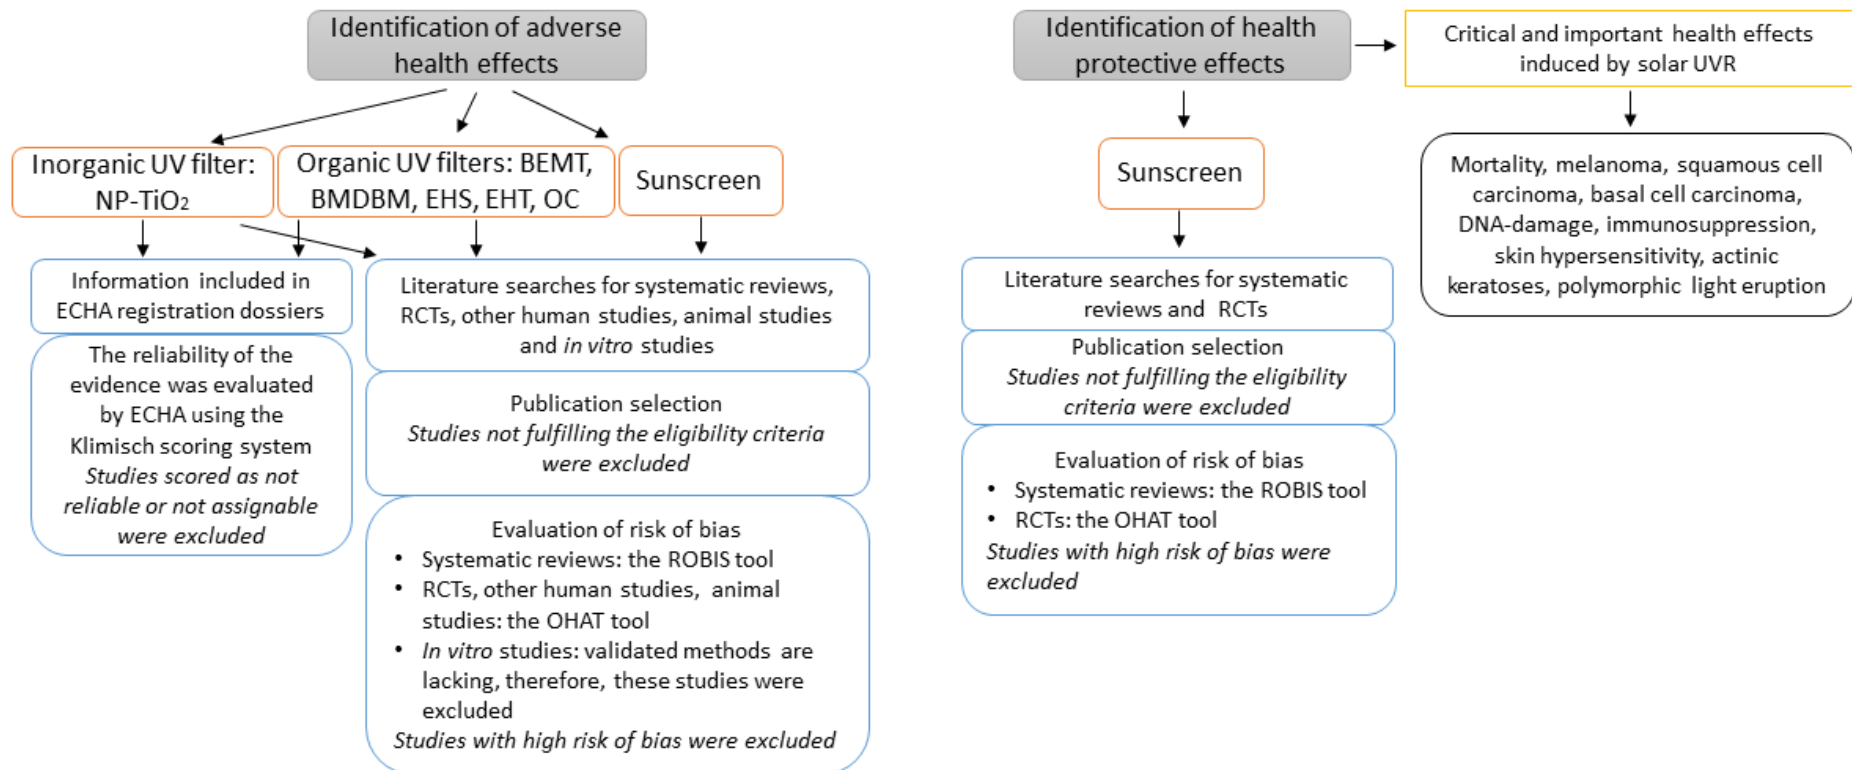 Identification of adverse
health effects
Inorganic UV filter:
NP-TiO₂
Organic UV filters: BEMT,
BMDBM, EHS, EHT, OC
Sunscreen
Information included in
ECHA registration dossiers
The reliability of the
evidence was evaluated
by ECHA using the
Klimisch scoring system
Studies scored as not
reliable or not assignable
were excluded
Literature searches for systematic reviews,
RCTs, other human studies, animal studies
and in vitro studies
Publication selection
Studies not fulfilling the eligibility criteria
were excluded
Evaluation of risk of bias
• Systematic reviews: the ROBIS tool
• RCTs, other human studies, animal
studies: the OHAT tool
• In vitro studies: validated methods are
lacking, therefore, these studies were
excluded
Studies with high risk of bias were excluded
Identification of health
protective effects
Sunscreen
Literature searches for systematic
reviews and RCTs
Publication selection
Studies not fulfilling the eligibility
criteria were excluded
Evaluation of risk of bias
• Systematic reviews: the ROBIS tool
• RCTs: the OHAT tool
Studies with high risk of bias were
excluded
Critical and important health effects
induced by solar UVR
Mortality, melanoma, squamous cell
carcinoma, basal cell carcinoma,
DNA-damage, immunosuppression,
skin hypersensitivity, actinic
keratoses, polymorphic light eruption